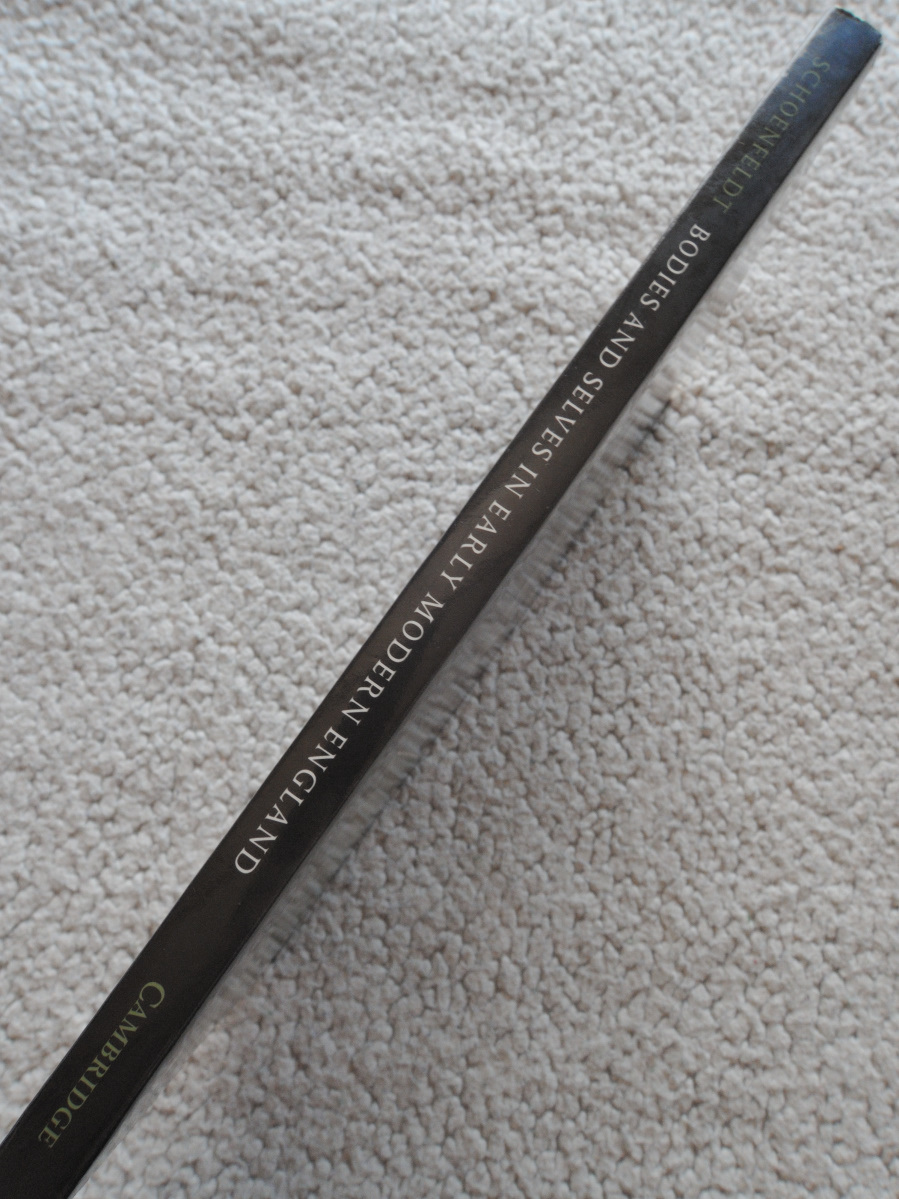 SCHOENFELDT BODIES AND SELVES IN EARLY MODERN ENGLAND CAMBRIDGE